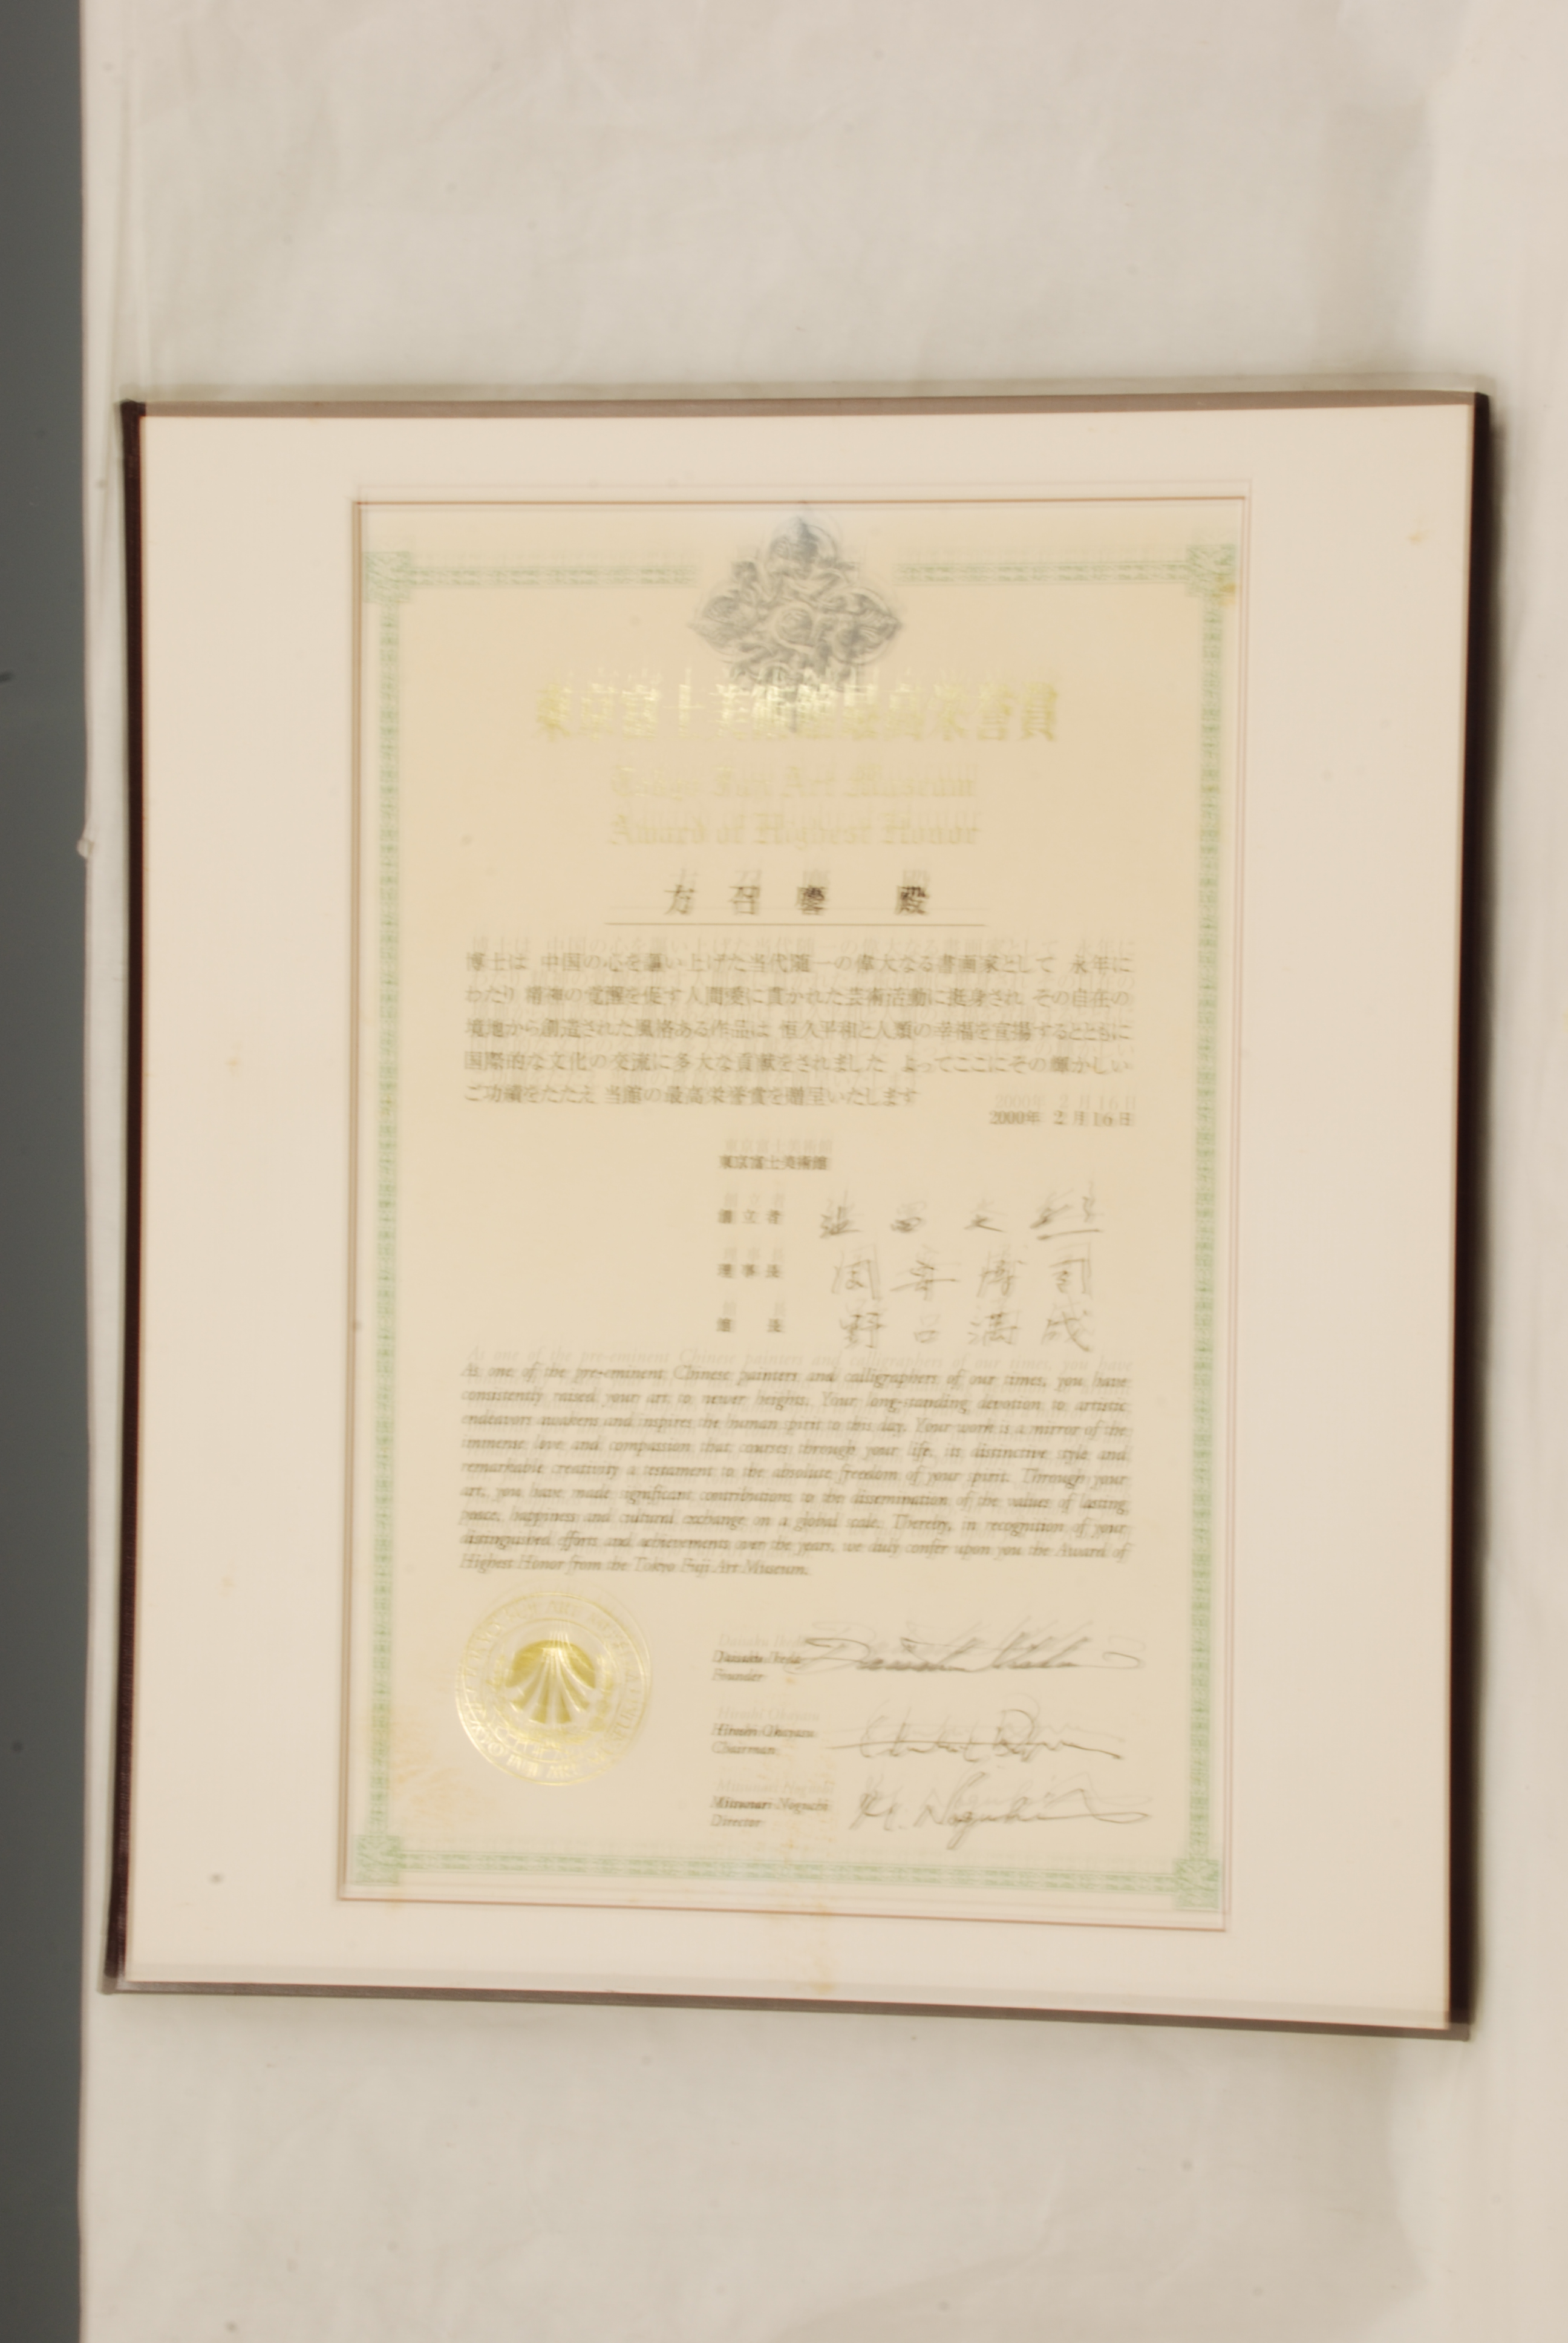 東京富士美術館最高栄誉賞
Tokyo Fuji Art Museum
Award of Highest Honor
方召麐 殿
博士は 中国の心を謳い上げた当代随一の偉大なる書画家として 永年に
わたり 精神の覚醒を促す人間愛に貫かれた芸術活動に挺身され その自在の
境地から創造された風格ある作品は 恒久平和と人類の幸福を宣揚するとともに
国際的な文化の交流に多大な貢献をされました よってここにその輝かしい
ご功績をたたえ 当館の最高栄誉賞を贈呈いたします
2000年 2月16日
東京富士美術館
創立者
理事長
館長 野口満成
As one of the pre-eminent Chinese painters and calligraphers of our times, you have
consistently raised your art to newer heights. Your long-standing devotion to artistic
endeavors awakens and inspires the human spirit to this day. Your work is a mirror of the
immense love and compassion that courses through your life, its distinctive style and
remarkable creativity a testament to the absolute freedom of your spirit. Through your
art, you have made significant contributions to the dissemination of the values of lasting
peace, happiness and cultural exchange on a global scale. Thereby, in recognition of your
distinguished efforts and achievements over the years, we duly confer upon you the Award of
Highest Honor from the Tokyo Fuji Art Museum.
Daisaku Ikeda
Founder
Hiroshi Okayasu
Chairman
Mitsunari Noguchi
Director
M. Noguchi